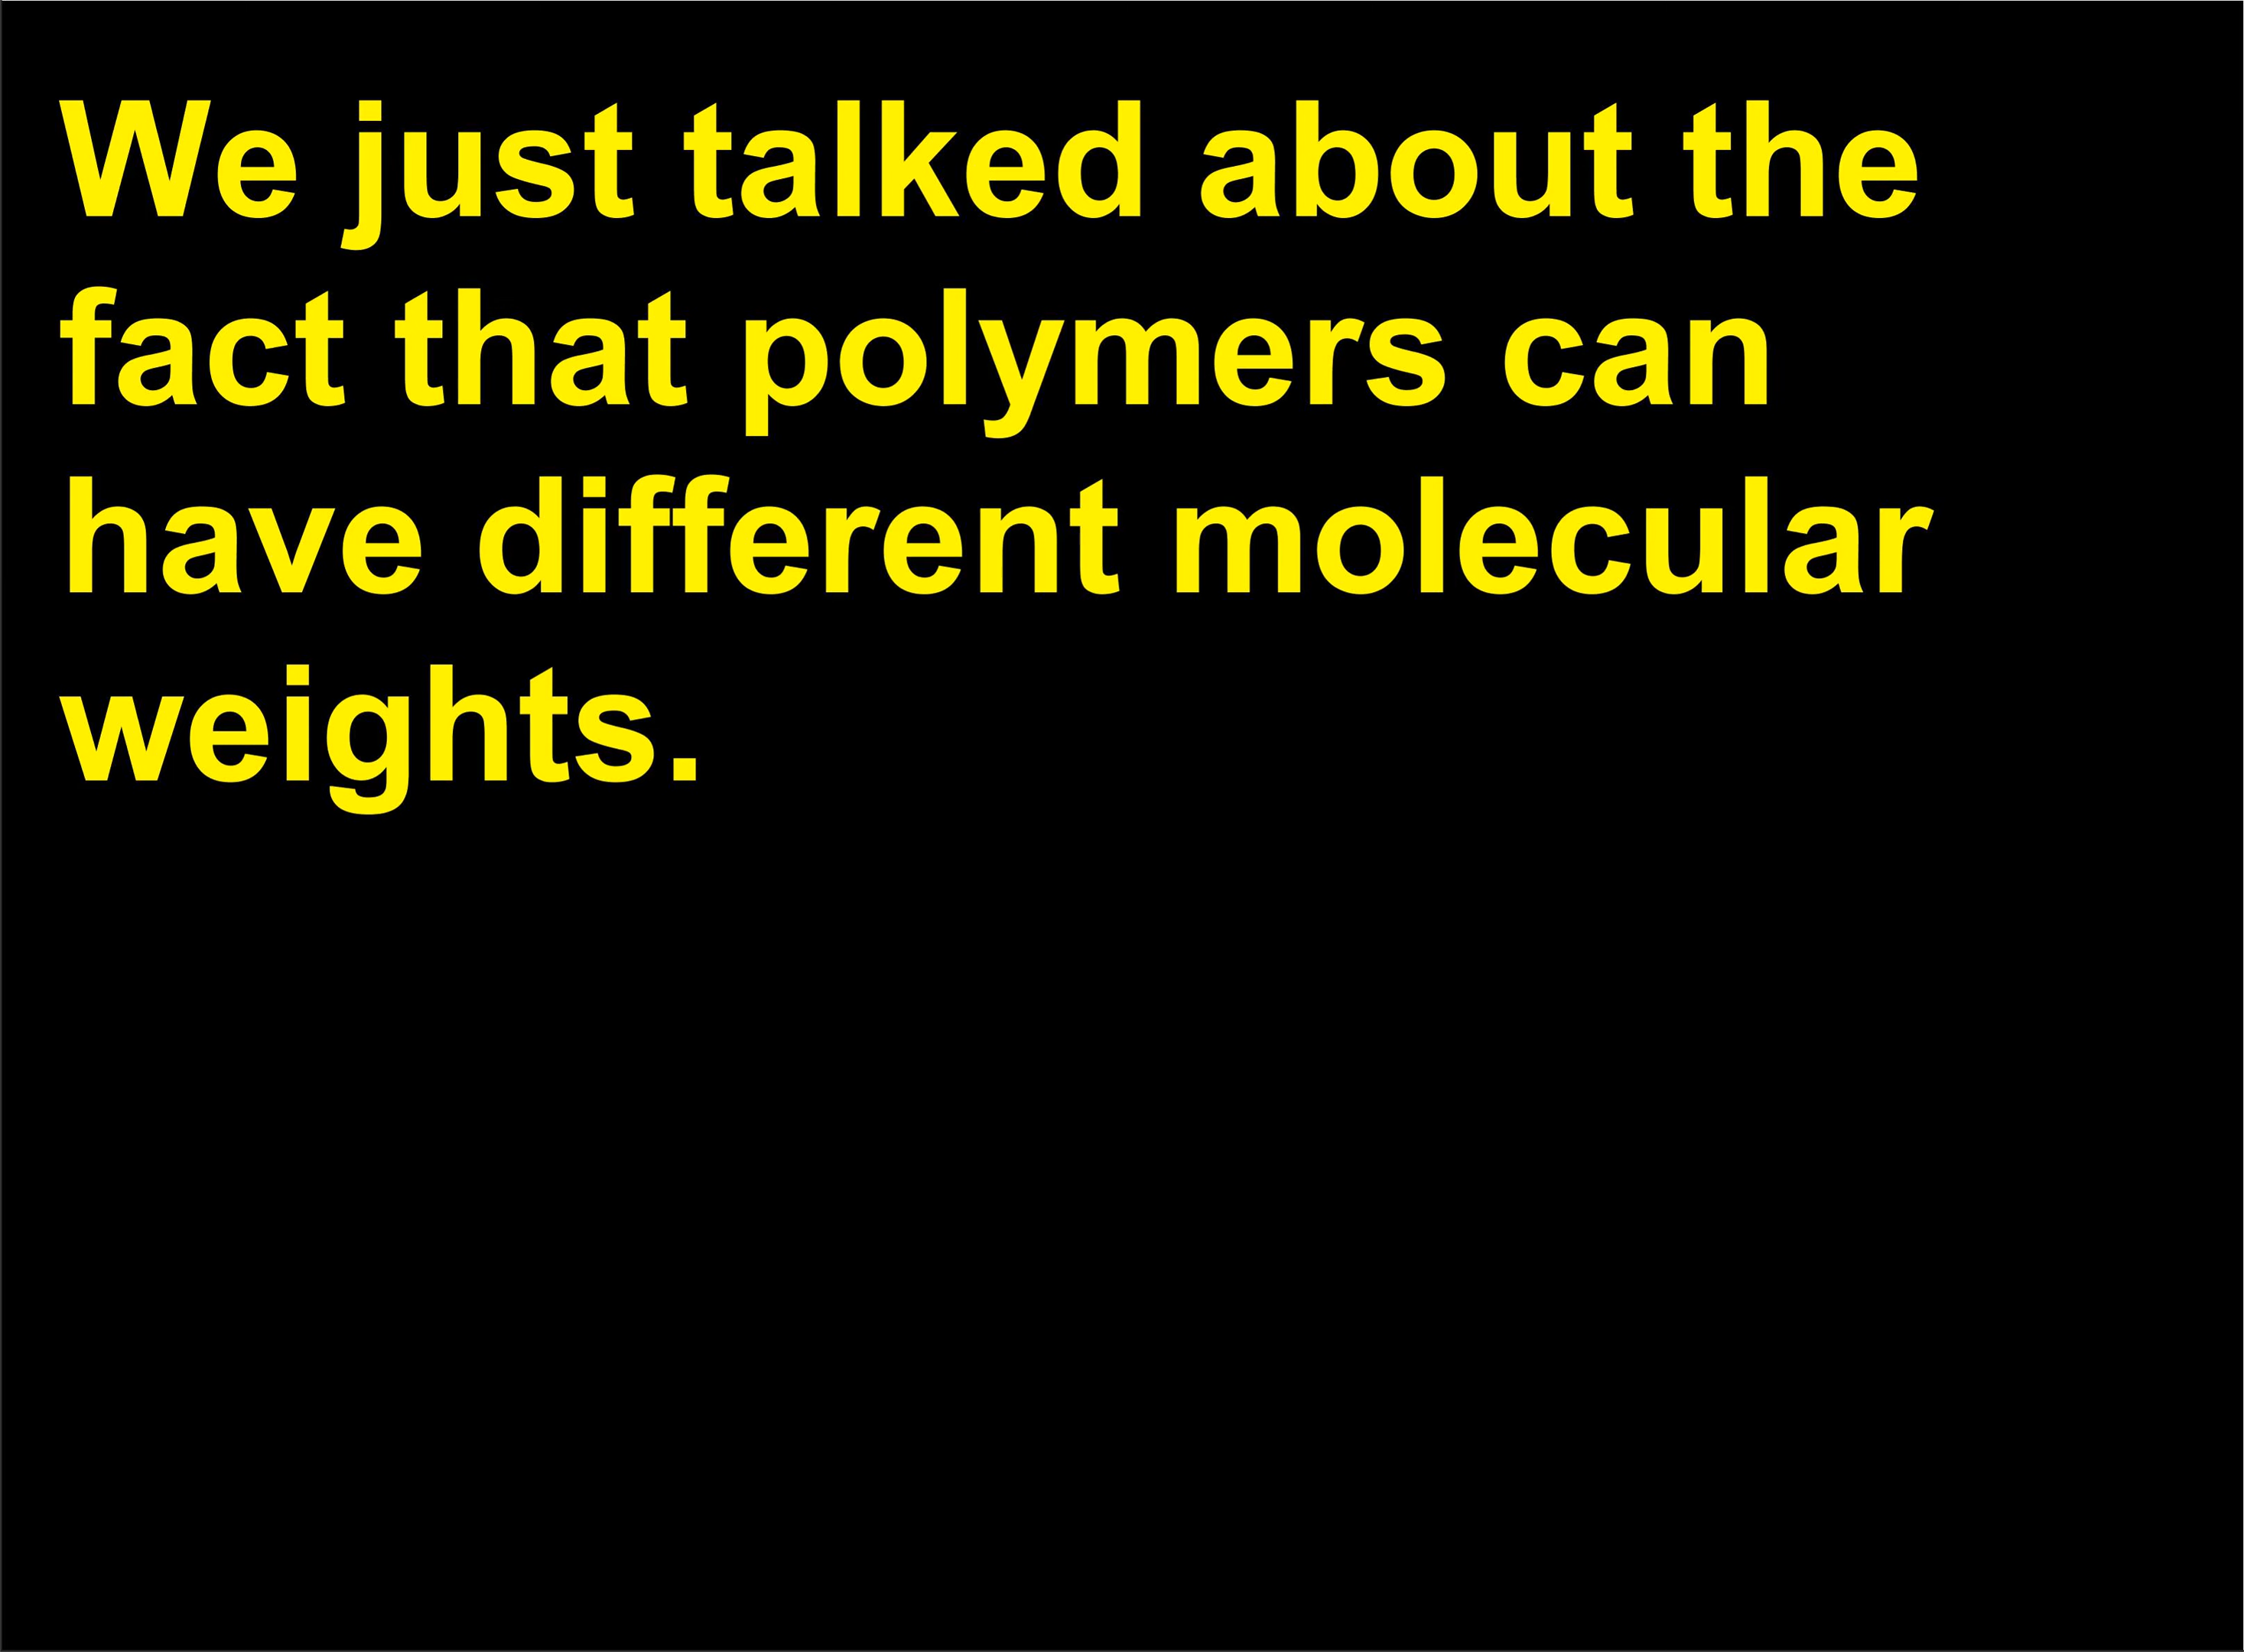 We just talked about the
fact that polymers can
have different molecular
weights.